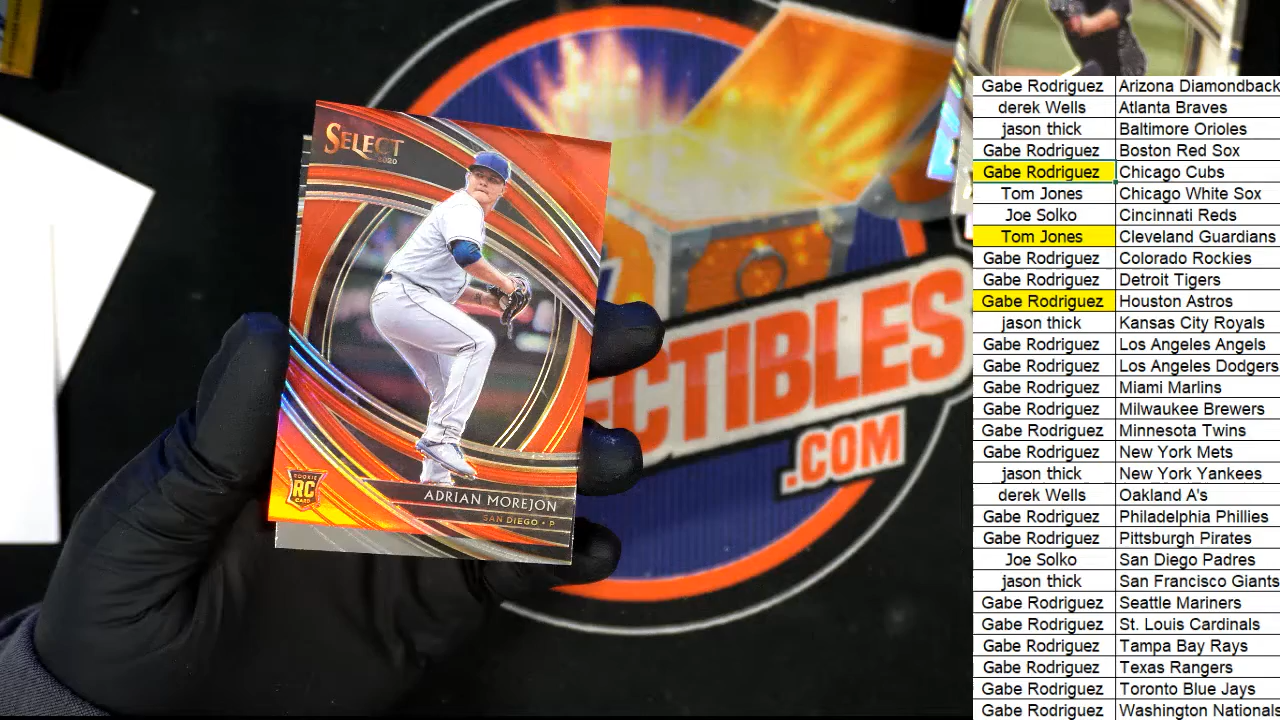 SELECT
2020
ROOKIE
RC
CARD
ADRIAN MOREJON
SAN DIEGO • P
ECTIBLES
.COM
Gabe Rodriguez Arizona Diamondback
derek Wells Atlanta Braves
jason thick Baltimore Orioles
Gabe Rodriguez Boston Red Sox
Gabe Rodriguez Chicago Cubs
Tom Jones Chicago White Sox
Joe Solko Cincinnati Reds
Tom Jones Cleveland Guardians
Gabe Rodriguez Colorado Rockies
Gabe Rodriguez Detroit Tigers
Gabe Rodriguez Houston Astros
jason thick Kansas City Royals
Gabe Rodriguez Los Angeles Angels
Gabe Rodriguez Los Angeles Dodgers
Gabe Rodriguez Miami Marlins
Gabe Rodriguez Milwaukee Brewers
Gabe Rodriguez Minnesota Twins
Gabe Rodriguez New York Mets
jason thick New York Yankees
derek Wells Oakland A's
Gabe Rodriguez Philadelphia Phillies
Gabe Rodriguez Pittsburgh Pirates
Joe Solko San Diego Padres
jason thick San Francisco Giants
Gabe Rodriguez Seattle Mariners
Gabe Rodriguez St. Louis Cardinals
Gabe Rodriguez Tampa Bay Rays
Gabe Rodriguez Texas Rangers
Gabe Rodriguez Toronto Blue Jays
Gabe Rodriguez Washington Nationals